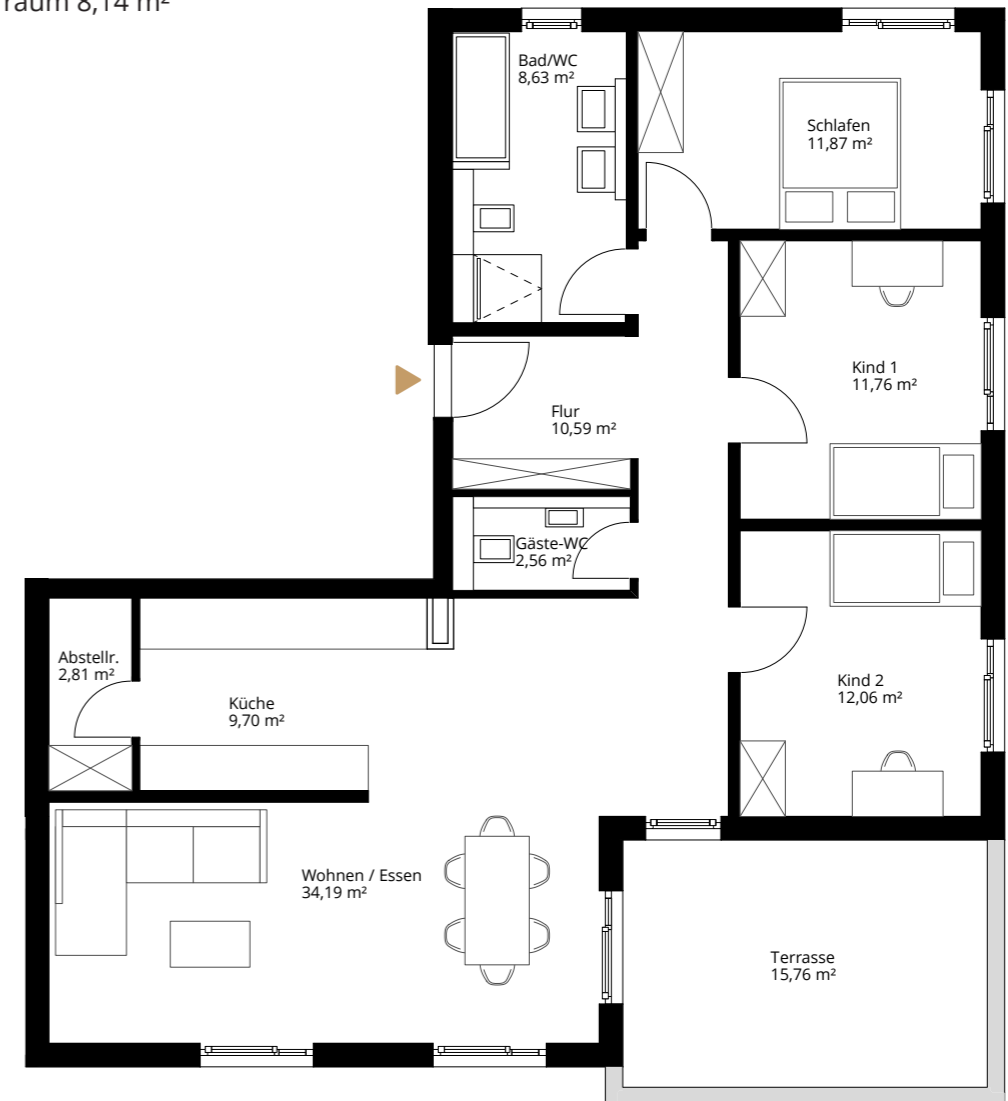 raum 8,14 m²
Bad/WC
8,63 m²
Schlafen
11,87 m²
Kind 1
11,76 m²
Flur
10,59 m²
Gäste-WC
2,56 m²
Abstellr.
2,81 m²
Küche
9,70 m²
Kind 2
12,06 m²
Wohnen / Essen
34,19 m²
Terrasse
15,76 m²